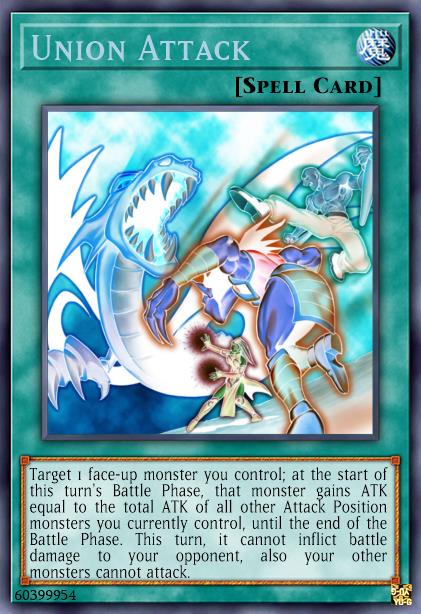 UNION ATTACK
魔
[SPELL CARD]
Target 1 face-up monster you control; at the start of
this turn's Battle Phase, that monster gains ATK
equal to the total ATK of all other Attack Position
monsters you currently control, until the end of the
Battle Phase. This turn, it cannot inflict battle
damage to your opponent, also your other
monsters cannot attack.
60399954